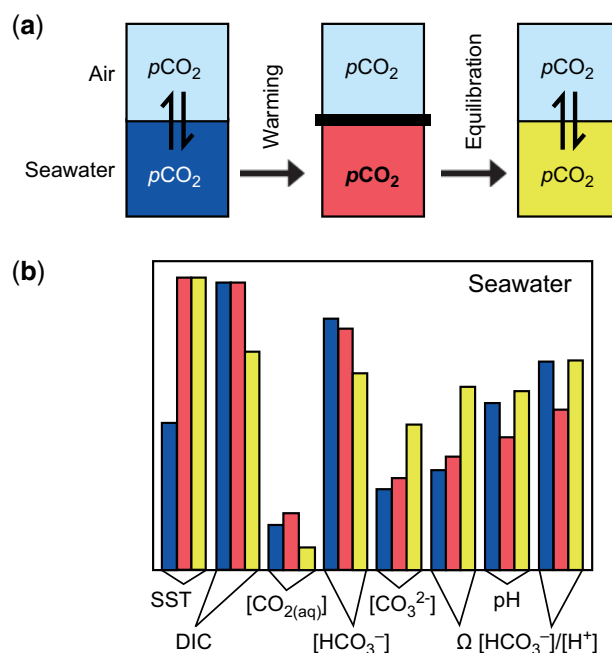 (a)
Air
Seawater
pCO₂
pCO₂
Warming
pCO₂
pCO₂
Equilibration
pCO₂
pCO₂
(b)
Seawater
SST
DIC
[CO₂(aq)]
[HCO₃⁻]
[CO₃²⁻]
Ω
pH
[HCO₃⁻]/[H⁺]